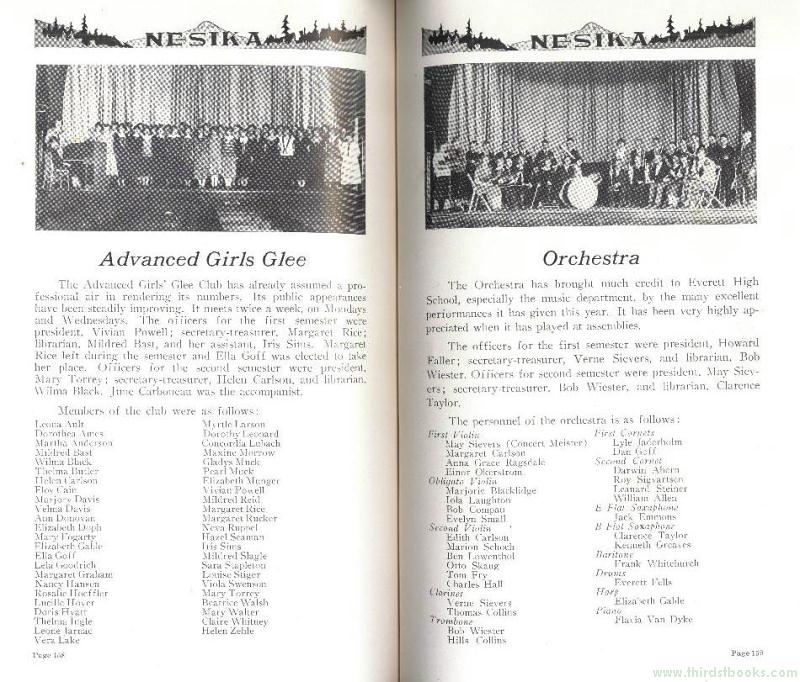 NESIKA
Advanced Girls Glee
The Advanced Girls' Glee Club has already assumed a pro-
fessional air in rendering its numbers. Its public appearances
have been steadily improving. It meets twice a week, on Mondays
and Wednesdays. The officers for the first semester were
president, Vivian Powell; secretary-treasurer, Margaret Rice;
librarian, Mildred Bast, and her assistant, Iris Sims. Margaret
Rice left during the semester and Ella Goff was elected to take
her place. Officers for the second semester were president,
Mary Torrey; secretary-treasurer, Helen Carlson, and librarian,
Wilma Black. June Carboneau was the accompanist.
Members of the club were as follows:
Leona Ault
Dorothea Ames
Martha Anderson
Mildred Bast
Wilma Black
Thelma Butler
Helen Carlson
Floy Cain
Marjory Davis
Velma Davis
Ann Donovan
Elizabeth Doph
Mary Fogarty
Elizabeth Gable
Ella Goff
Lela Goodrich
Margaret Graham
Nancy Hansen
Rosalie Hoeffler
Lucille Hover
Doris Hyatt
Thelma Ingle
Leone Jarnac
Vera Lake
Myrtle Larson
Dorothy Leonard
Concordia Lobach
Maxine Morrow
Gladys Muck
Pearl Muck
Elizabeth Munger
Vivian Powell
Mildred Reid
Margaret Rice
Margaret Rucker
Neva Ruppel
Hazel Seaman
Iris Sims
Mildred Slagle
Sara Stapleton
Louise Stiger
Viola Swenson
Mary Torrey
Beatrice Walsh
Mary Walter
Claire Whitney
Helen Zehle
Page 158
NESIKA
Orchestra
The Orchestra has brought much credit to Everett High
School, especially the music department, by the many excellent
performances it has given this year. It has been very highly ap-
preciated when it has played at assemblies.
The officers for the first semester were president, Howard
Faller; secretary-treasurer, Verne Sievers, and librarian, Bob
Wiester. Officers for second semester were president, May Siev-
ers; secretary-treasurer, Bob Wiester, and librarian, Clarence
Taylor.
The personnel of the orchestra is as follows:
First Violin
May Sievers (Concert Meister)
Margaret Carlson
Anna Grace Ragsdale
Einor Okerstrom
Obligato Violin
Marjorie Blacklidge
Iola Laughton
Bob Compau
Evelyn Small
Second Violin
Edith Carlson
Marion Schoch
Ben Lowenthol
Otto Skaug
Tom Fry
Charles Hall
Clarinet
Verne Sievers
Thomas Collins
Trombone
Bob Wiester
Hills Collins
First Cornets
Lyle Jaderholm
Dan Goff
Second Cornet
Darwin Ahern
Roy Sigvartson
Leanard Steiner
William Allen
E Flat Saxaphone
Jack Emmons
B Flat Saxaphone
Clarence Taylor
Kenneth Greaves
Baritone
Frank Whitchurch
Drums
Everett Fells
Harp
Elizabeth Gable
Piano
Flavia Van Dyke
Page 159
www.thirdstbooks.com